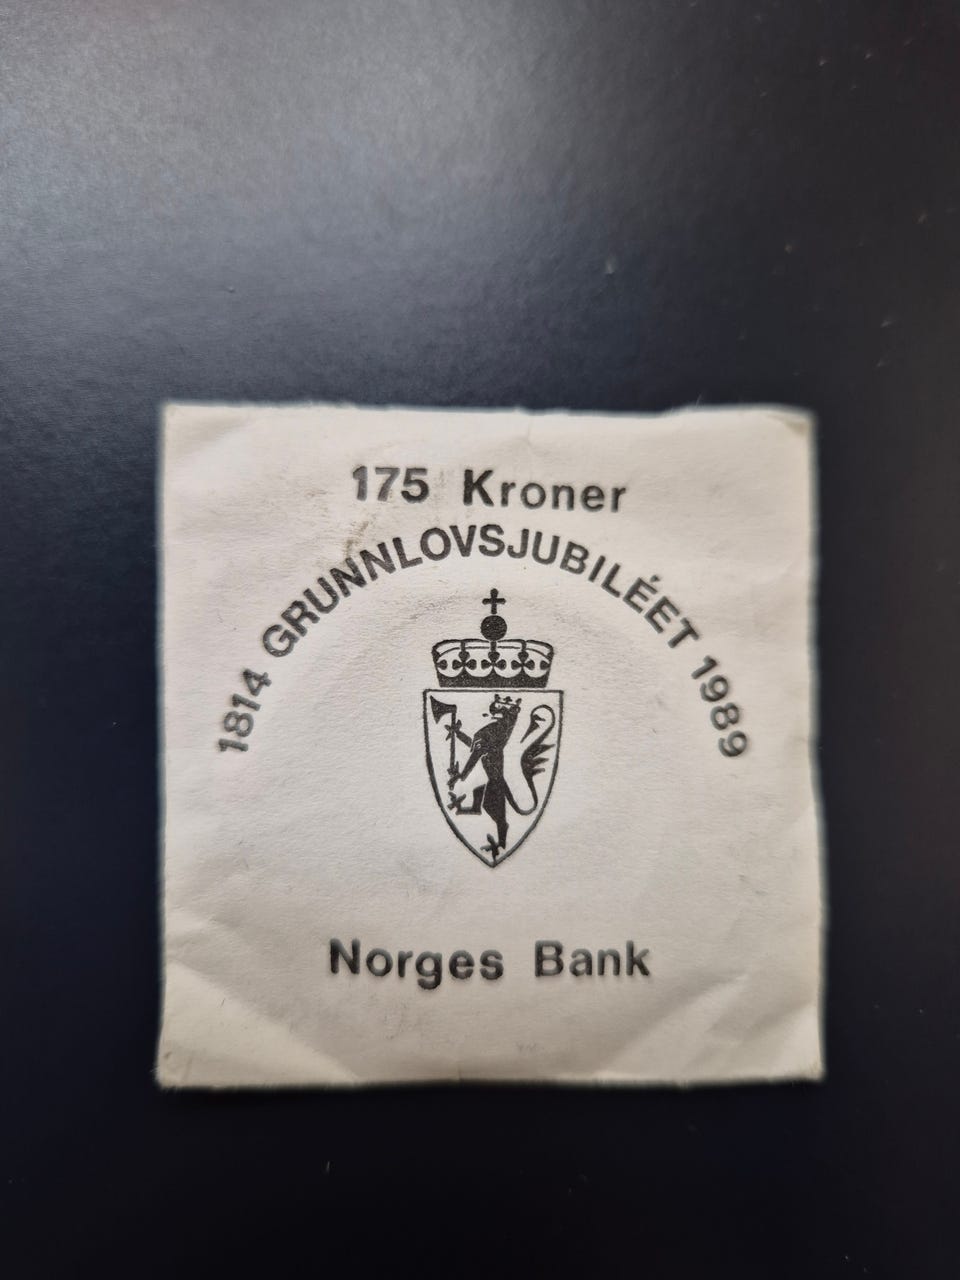 175 Kroner
1814 GRUNNLOVSJUBILÉET 1989
Norges Bank